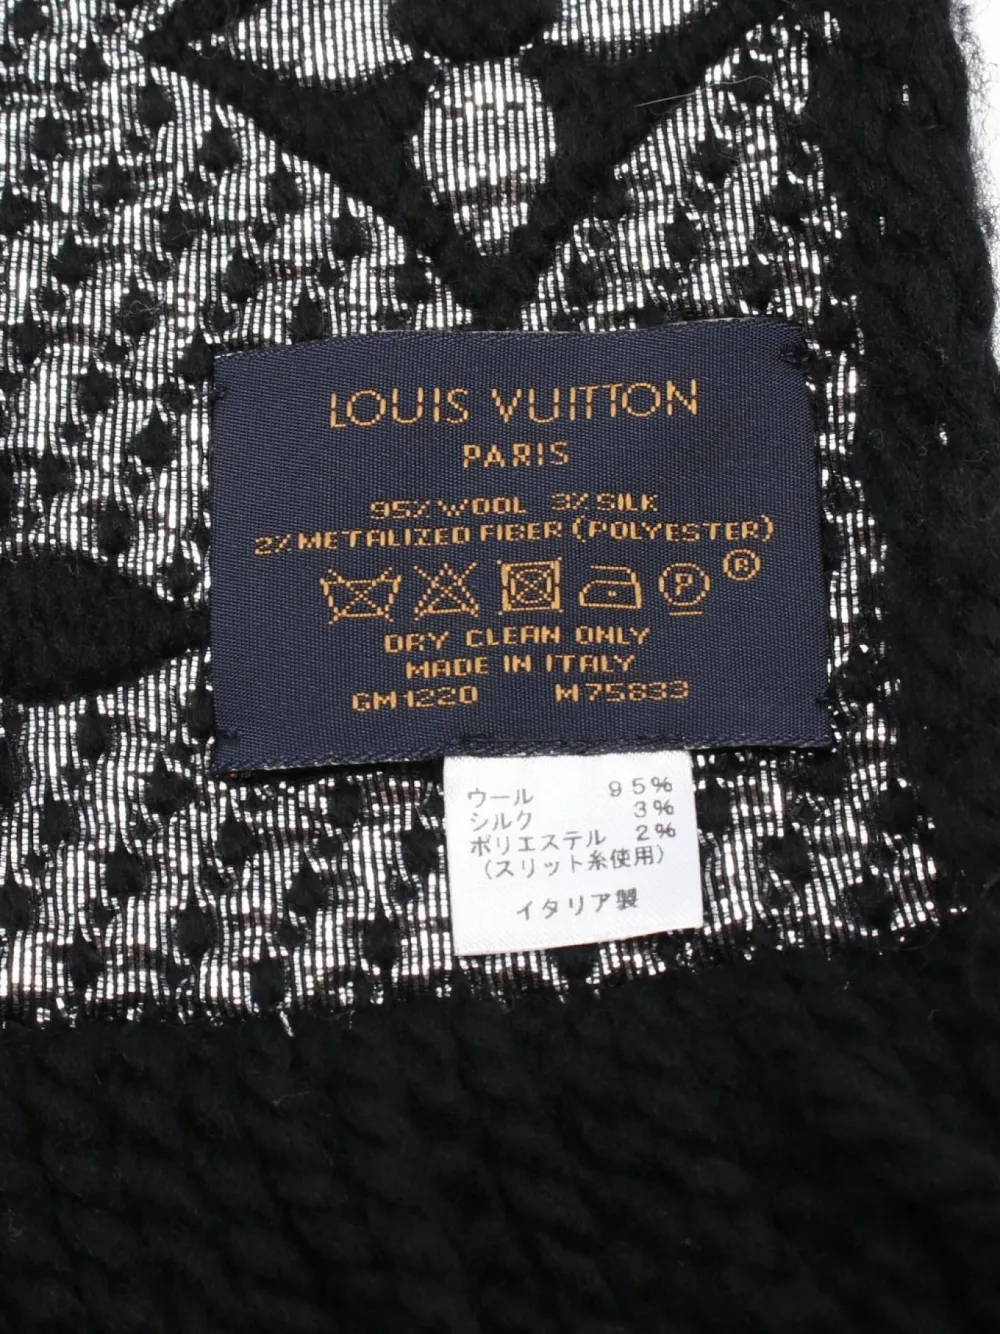 LOUIS VUITTON
PARIS
95% WOOL 3% SILK
2% METALIZED FIBER (POLYESTER)
P ®
DRY CLEAN ONLY
MADE IN ITALY
GM1220 M75833
ウール 95%
シルク 3%
ポリエステル 2%
(スリット糸使用)
イタリア製